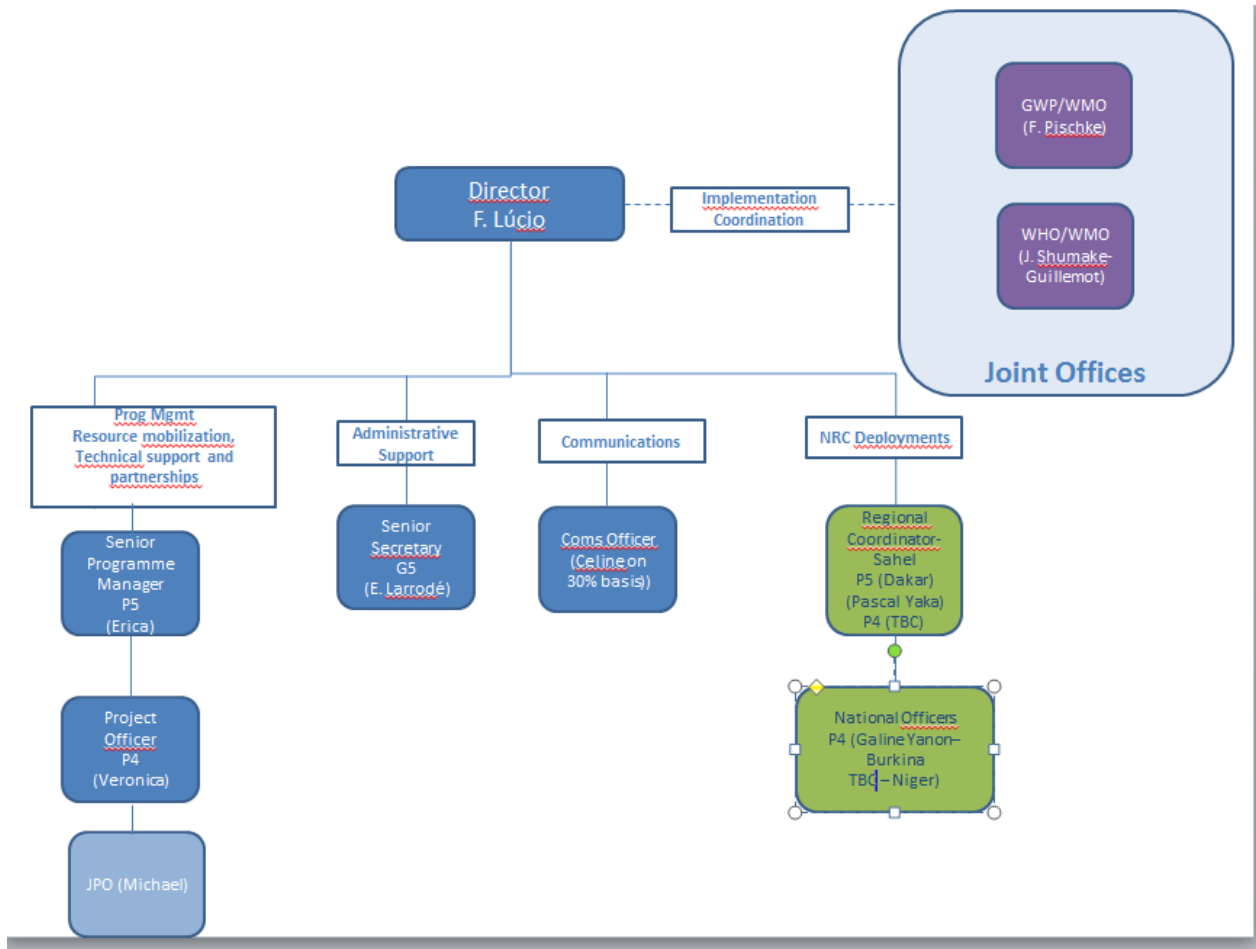 GWP/WMO
(F. Pischke)
Director
F. Lúcio
Implementation
Coordination
WHO/WMO
(J. Shumake-
Guillemot)
Joint Offices
Prog Mgmt
Resource mobilization,
Technical support and
partnerships
Administrative
Support
Communications
NRC Deployments
Senior
Programme
Manager
P5
(Erica)
Senior
Secretary
G5
(E. Larrodé)
Coms Officer
(Celine on
30% basis))
Regional
Coordinator-
Sahel
P5 (Dakar)
(Pascal Yaka)
P4 (TBC)
Project
Officer
P4
(Veronica)
National Officers
P4 (Galine Yanon–
Burkina
TBC – Niger)
JPO (Michael)